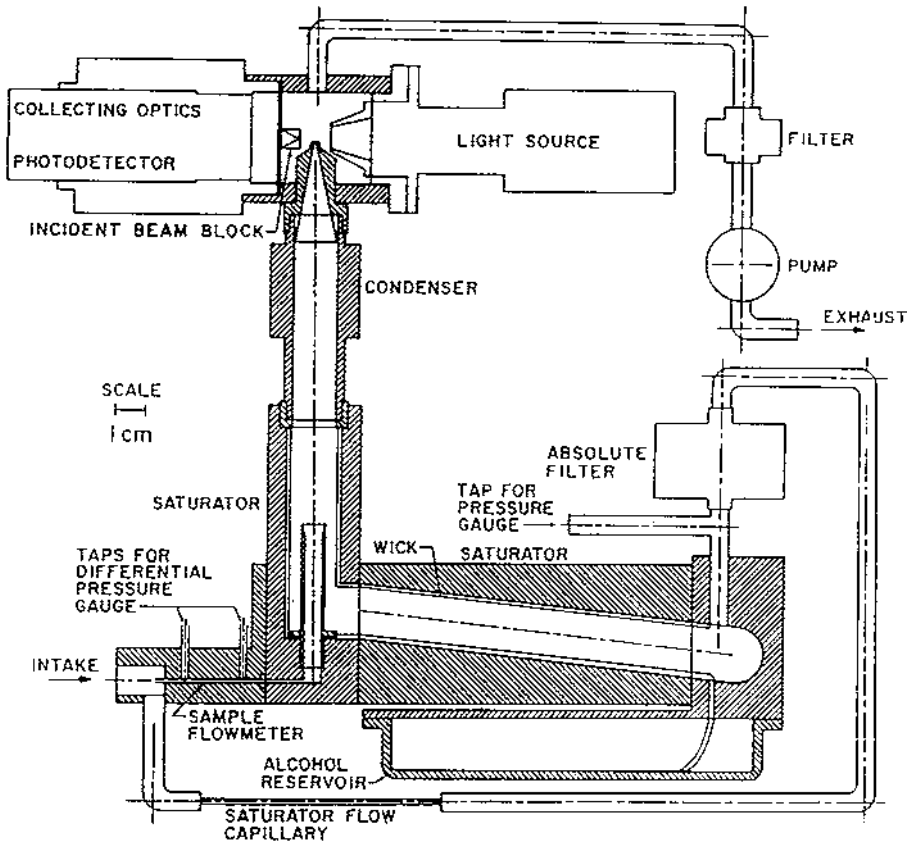 COLLECTING OPTICS
PHOTODETECTOR
LIGHT SOURCE
FILTER
INCIDENT BEAM BLOCK
PUMP
CONDENSER
EXHAUST
SCALE
1 cm
ABSOLUTE
FILTER
SATURATOR
TAP FOR
PRESSURE
GAUGE
WICK
SATURATOR
TAPS FOR
DIFFERENTIAL
PRESSURE
GAUGE
INTAKE
SAMPLE
FLOWMETER
ALCOHOL
RESERVOIR
SATURATOR FLOW
CAPILLARY